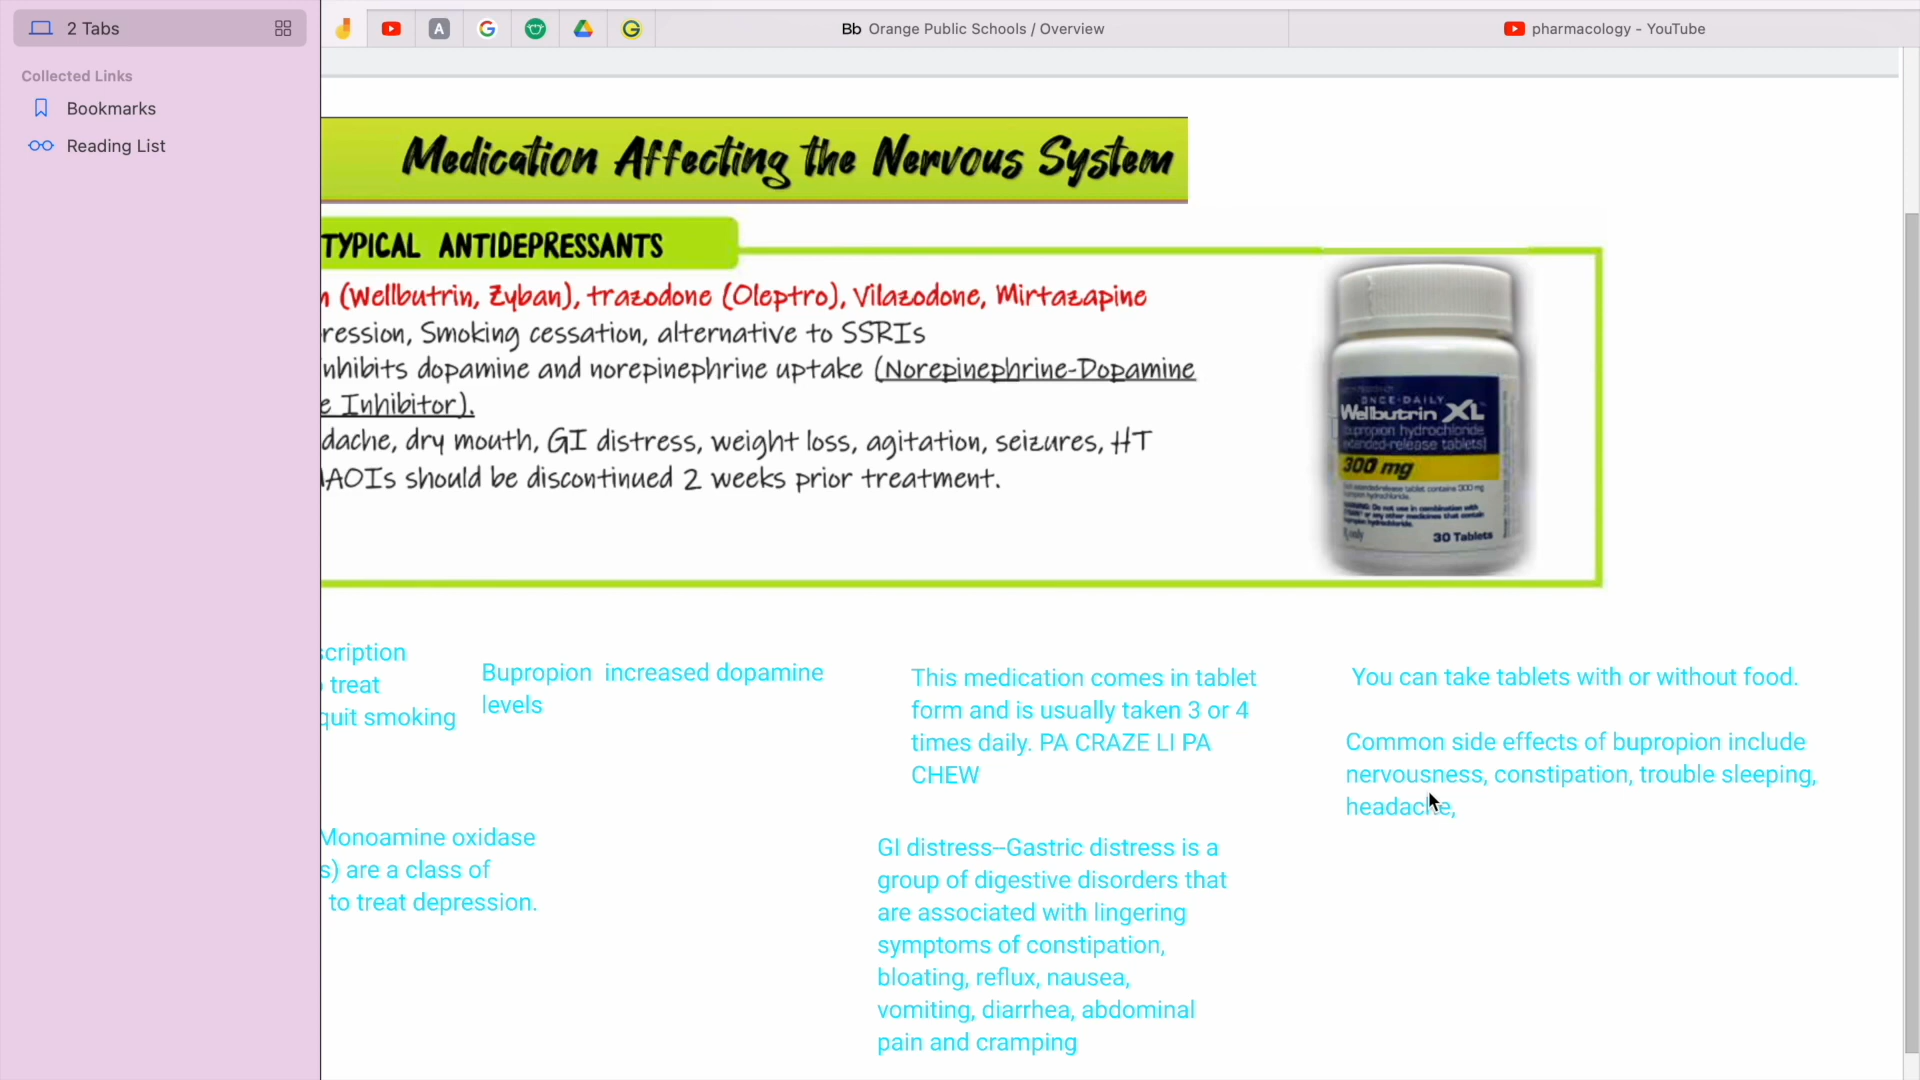 2 Tabs
Collected Links
Bookmarks
Reading List
A
G
G
Bb Orange Public Schools / Overview
pharmacology - YouTube
Medication Affecting the Nervous System
TYPICAL ANTIDEPRESSANTS
n (Wellbutrin, Zyban), trazodone (Oleptro), Vilazodone, Mirtazapine
ression, Smoking cessation, alternative to SSRIs
nhibits dopamine and norepinephrine uptake (Norepinephrine-Dopamine
e Inhibitor).
dache, dry mouth, GI distress, weight loss, agitation, seizures, HT
AOIs should be discontinued 2 weeks prior treatment.
ONCE-DAILY
Wellbutrin XL
bupropion hydrochloride
extended-release tablets)
300 mg
30 Tablets
scription
treat
quit smoking
Bupropion increased dopamine
levels
This medication comes in tablet
form and is usually taken 3 or 4
times daily. PA CRAZE LI PA
CHEW
You can take tablets with or without food.
Common side effects of bupropion include
nervousness, constipation, trouble sleeping,
headache,
Monoamine oxidase
s) are a class of
to treat depression.
GI distress--Gastric distress is a
group of digestive disorders that
are associated with lingering
symptoms of constipation,
bloating, reflux, nausea,
vomiting, diarrhea, abdominal
pain and cramping